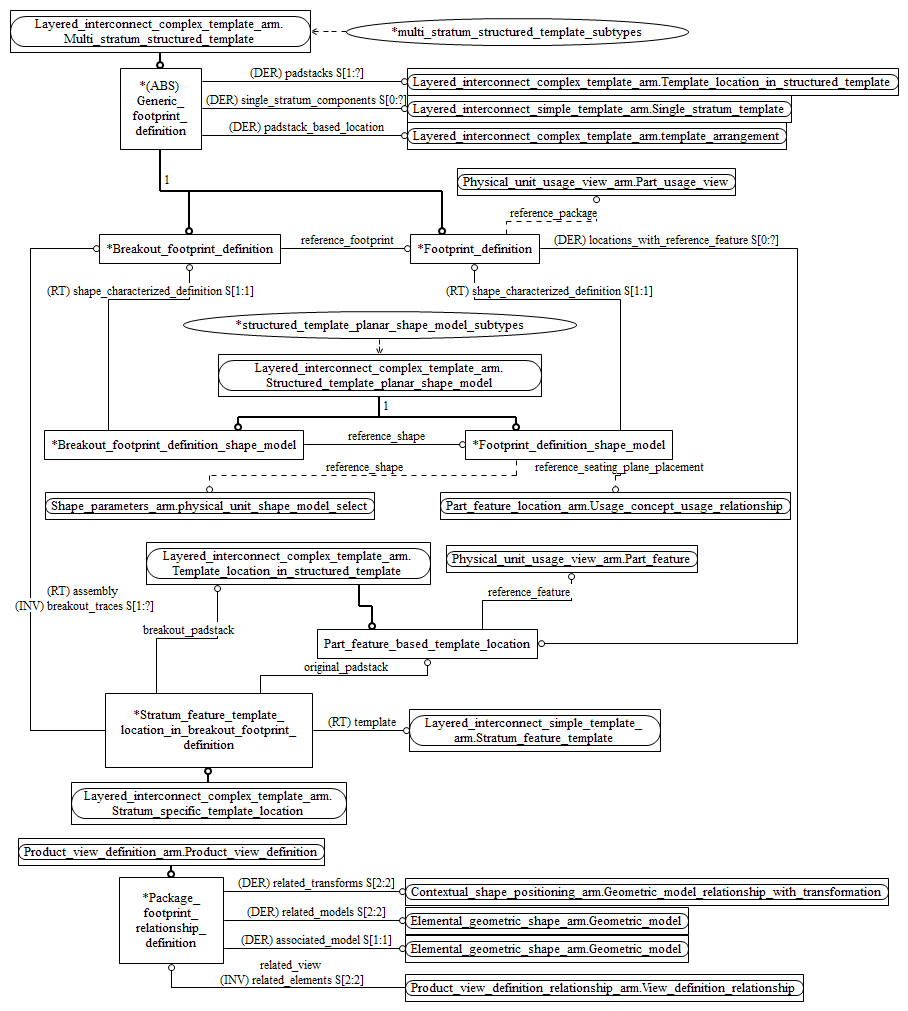 Layered_interconnect_complex_template_arm.
Multi_stratum_structured_template
*multi_stratum_structured_template_subtypes
*(ABS)
Generic_
footprint_
definition
(DER) padstacks S[1:?]
Layered_interconnect_complex_template_arm.Template_location_in_structured_template
(DER) single_stratum_components S[0:?]
Layered_interconnect_simple_template_arm.Single_stratum_template
(DER) padstack_based_location
Layered_interconnect_complex_template_arm.template_arrangement
1
Physical_unit_usage_view_arm.Part_usage_view
reference_package
*Breakout_footprint_definition
reference_footprint
*Footprint_definition
(DER) locations_with_reference_feature S[0:?]
(RT) shape_characterized_definition S[1:1]
(RT) shape_characterized_definition S[1:1]
*structured_template_planar_shape_model_subtypes
Layered_interconnect_complex_template_arm.
Structured_template_planar_shape_model
1
*Breakout_footprint_definition_shape_model
reference_shape
*Footprint_definition_shape_model
reference_shape
reference_seating_plane_placement
Shape_parameters_arm.physical_unit_shape_model_select
Part_feature_location_arm.Usage_concept_usage_relationship
Layered_interconnect_complex_template_arm.
Template_location_in_structured_template
Physical_unit_usage_view_arm.Part_feature
(RT) assembly
(INV) breakout_traces S[1:?]
reference_feature
breakout_padstack
Part_feature_based_template_location
original_padstack
*Stratum_feature_template_
location_in_breakout_footprint_
definition
(RT) template
Layered_interconnect_simple_template_
arm.Stratum_feature_template
Layered_interconnect_complex_template_arm.
Stratum_specific_template_location
Product_view_definition_arm.Product_view_definition
*Package_
footprint_
relationship_
definition
(DER) related_transforms S[2:2]
Contextual_shape_positioning_arm.Geometric_model_relationship_with_transformation
(DER) related_models S[2:2]
Elemental_geometric_shape_arm.Geometric_model
(DER) associated_model S[1:1]
Elemental_geometric_shape_arm.Geometric_model
related_view
(INV) related_elements S[2:2]
Product_view_definition_relationship_arm.View_definition_relationship